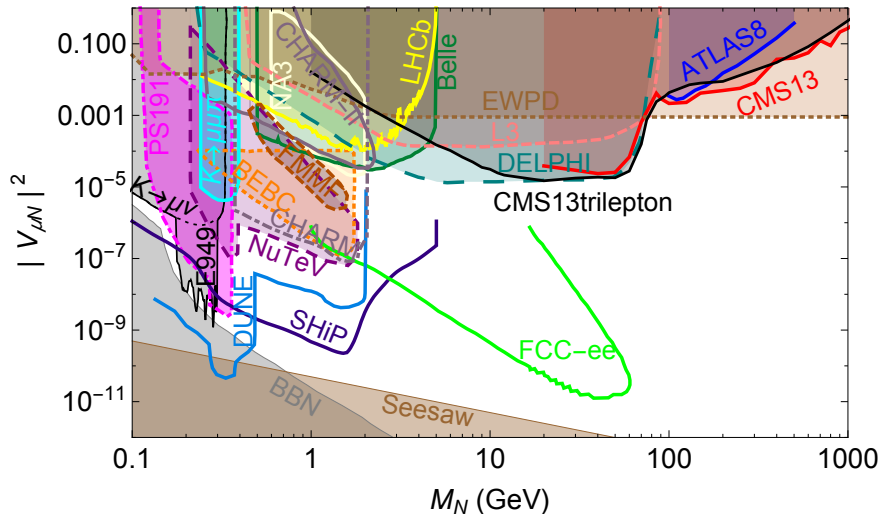 0.100
0.001
10⁻⁵
10⁻⁷
10⁻⁹
10⁻¹¹
| V_μN |²
0.1
1
10
100
1000
M_N (GeV)
PS191
K→μμπ
NA3
CHARM-II
LHCb
Belle
ATLAS8
CMS13
EWPD
L3
DELPHI
CMS13trilepton
FMMF
BEBC
CHARM
NuTeV
K→μν
E949
DUNE
SHiP
FCC-ee
BBN
Seesaw